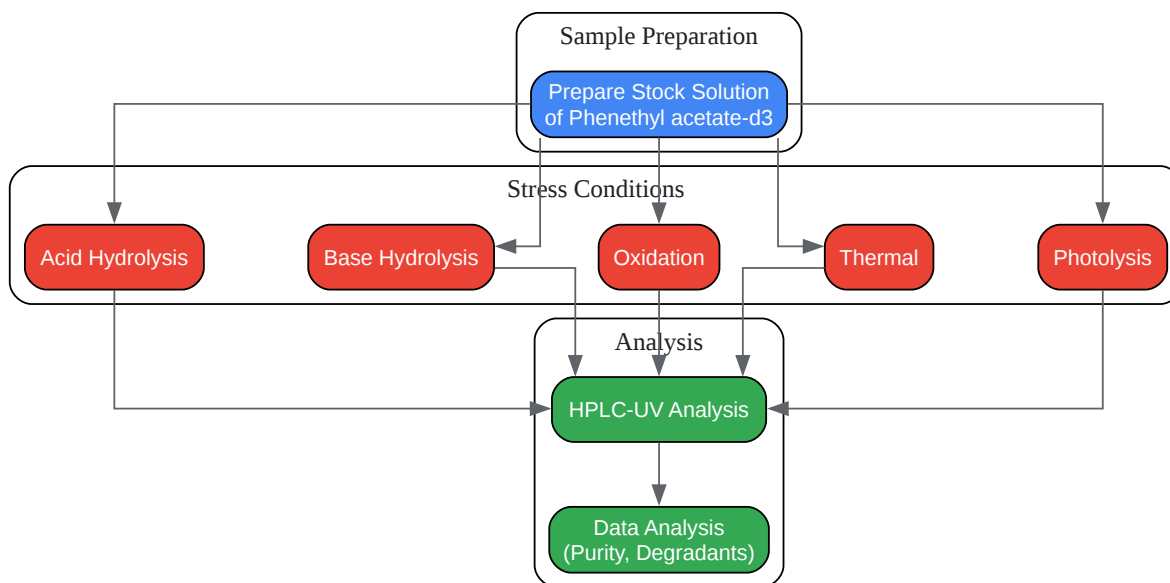 Sample Preparation
Prepare Stock Solution
of Phenethyl acetate-d3
Stress Conditions
Acid Hydrolysis
Base Hydrolysis
Oxidation
Thermal
Photolysis
Analysis
HPLC-UV Analysis
Data Analysis
(Purity, Degradants)